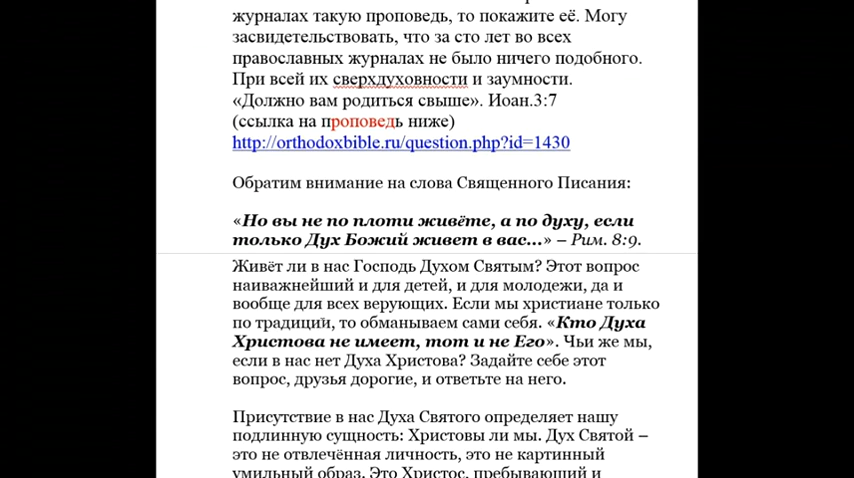 журналах такую проповедь, то покажите её. Могу
засвидетельствовать, что за сто лет во всех
православных журналах не было ничего подобного.
При всей их сверхдуховности и заумности.
«Должно вам родиться свыше». Иоан.3:7
(ссылка на проповедь ниже)
http://orthodoxbible.ru/question.php?id=1430
Обратим внимание на слова Священного Писания:
«Но вы не по плоти живёте, а по духу, если
только Дух Божий живет в вас...» – Рим. 8:9.
Живёт ли в нас Господь Духом Святым? Этот вопрос
наиважнейший и для детей, и для молодежи, да и
вообще для всех верующих. Если мы христиане только
по традиции, то обманываем сами себя. «Кто Духа
Христова не имеет, тот и не Его». Чьи же мы,
если в нас нет Духа Христова? Задайте себе этот
вопрос, друзья дорогие, и ответьте на него.
Присутствие в нас Духа Святого определяет нашу
подлинную сущность: Христовы ли мы. Дух Святой –
это не отвлечённая личность, это не картинный
умильный образ. Это Христос, пребывающий и